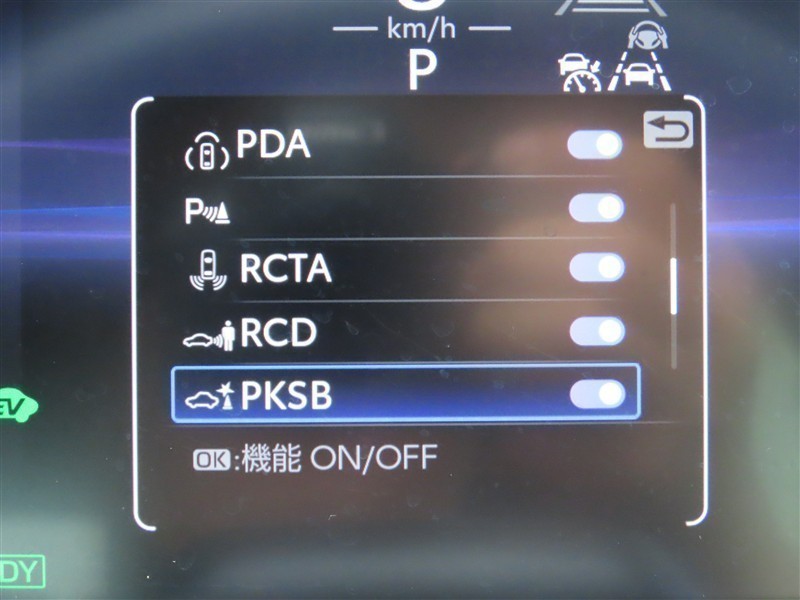 km/h
P
PDA
P
RCTA
RCD
PKSB
EV
OK:機能 ON/OFF
DY